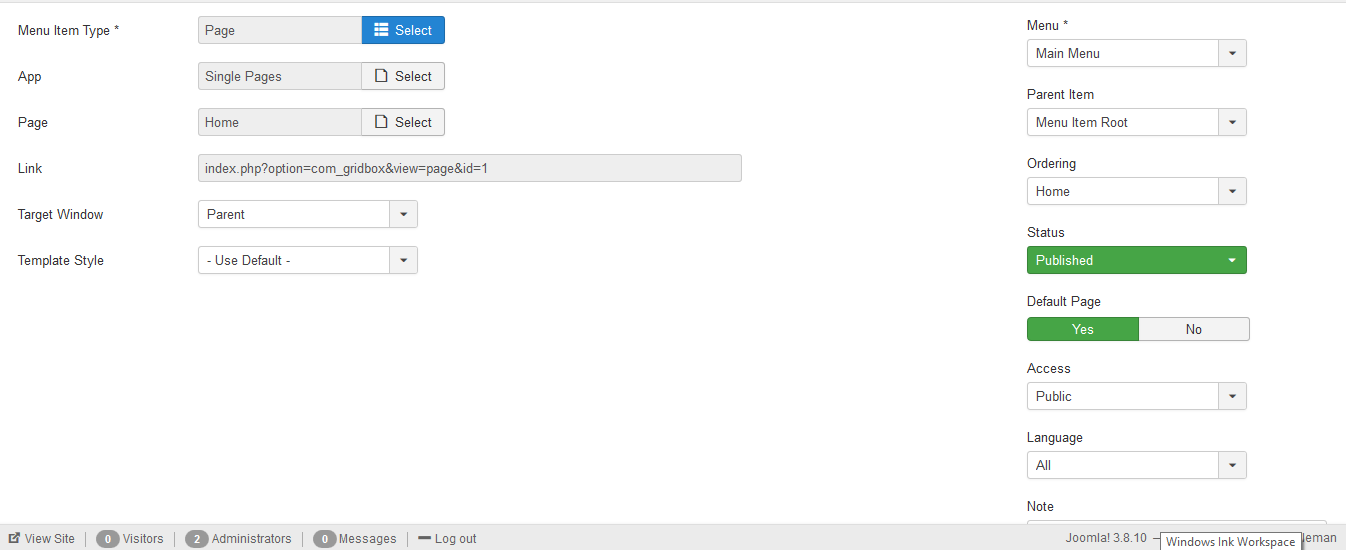 Menu Item Type *
Page
Select
App
Single Pages
Select
Page
Home
Select
Link
index.php?option=com_gridbox&view=page&id=1
Target Window
Parent
Template Style
- Use Default -
Menu *
Main Menu
Parent Item
Menu Item Root
Ordering
Home
Status
Published
Default Page
Yes No
Access
Public
Language
All
Note
View Site 0 Visitors 2 Administrators 0 Messages Log out
Joomla! 3.8.10 —
Windows Ink Workspace